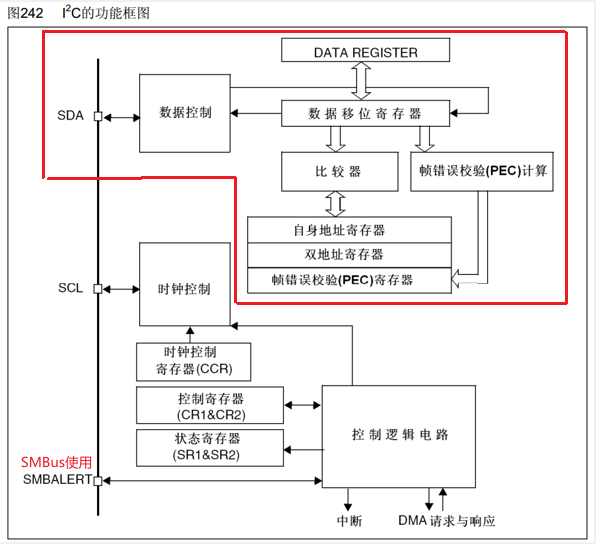 图242 I²C的功能框图
DATA REGISTER
SDA
数据控制
数据移位寄存器
比较器
帧错误校验(PEC)计算
自身地址寄存器
双地址寄存器
帧错误校验(PEC)寄存器
SCL
时钟控制
时钟控制
寄存器(CCR)
控制寄存器
(CR1&CR2)
状态寄存器
(SR1&SR2)
控制逻辑电路
SMBus使用
SMBALERT
中断
DMA 请求与响应